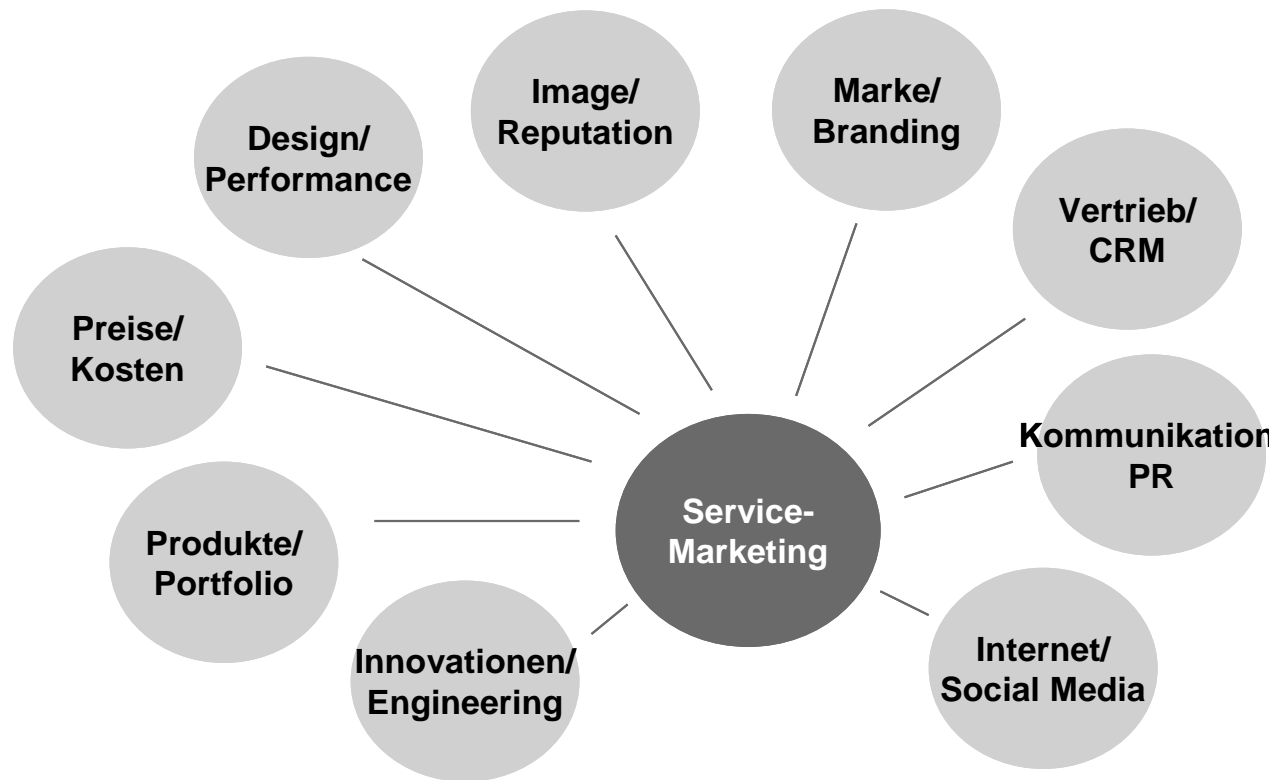 Image/
Reputation
Marke/
Branding
Design/
Performance
Vertrieb/
CRM
Preise/
Kosten
Kommunikation
PR
Service-
Marketing
Produkte/
Portfolio
Innovationen/
Engineering
Internet/
Social Media